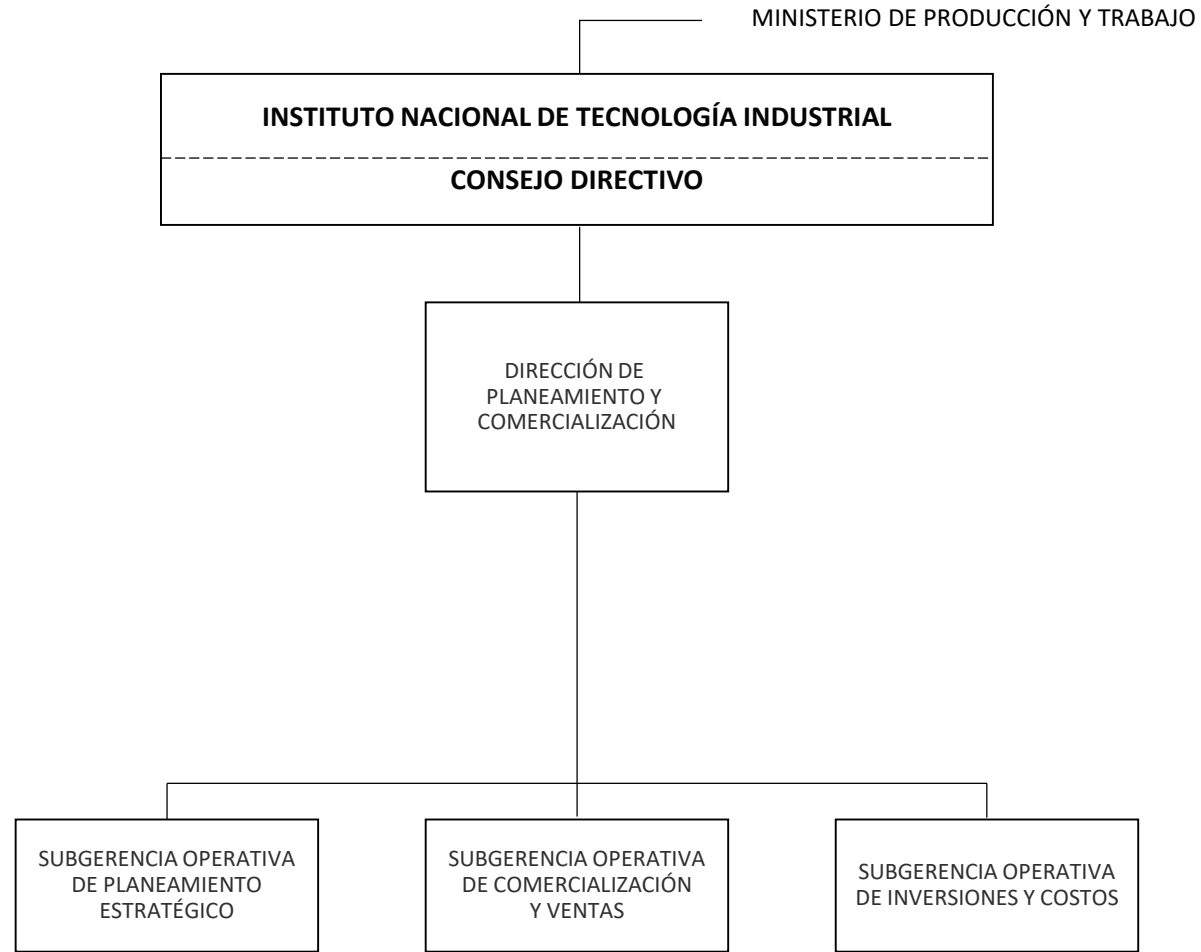 MINISTERIO DE PRODUCCIÓN Y TRABAJO
INSTITUTO NACIONAL DE TECNOLOGÍA INDUSTRIAL
CONSEJO DIRECTIVO
DIRECCIÓN DE
PLANEAMIENTO Y
COMERCIALIZACIÓN
SUBGERENCIA OPERATIVA
DE PLANEAMIENTO
ESTRATÉGICO
SUBGERENCIA OPERATIVA
DE COMERCIALIZACIÓN
Y VENTAS
SUBGERENCIA OPERATIVA
DE INVERSIONES Y COSTOS